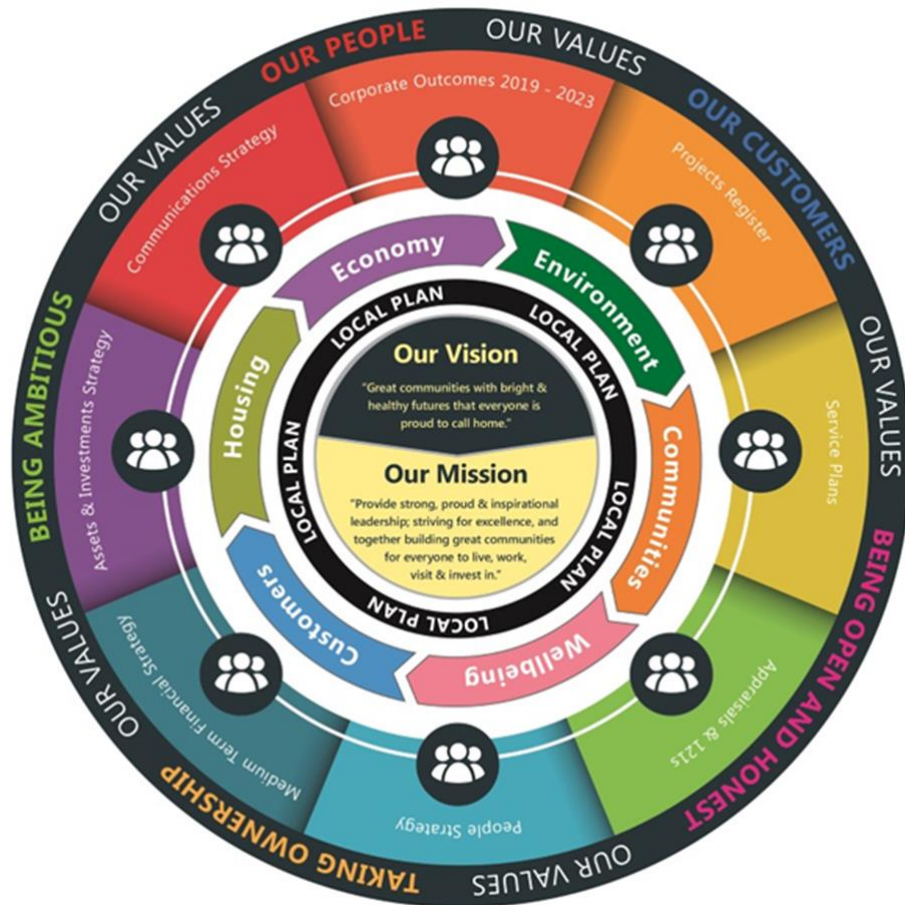 OUR PEOPLE
OUR VALUES
OUR CUSTOMERS
OUR VALUES
BEING OPEN AND HONEST
OUR VALUES
TAKING OWNERSHIP
OUR VALUES
BEING AMBITIOUS
OUR VALUES
Corporate Outcomes 2019 - 2023
Projects Register
Service Plans
Appraisals & 121s
People Strategy
Medium Term Financial Strategy
Assets & Investments Strategy
Communications Strategy
Economy
Environment
Communities
Wellbeing
Customers
Housing
LOCAL PLAN
LOCAL PLAN
LOCAL PLAN
LOCAL PLAN
LOCAL PLAN
Our Vision
"Great communities with bright &
healthy futures that everyone is
proud to call home."
Our Mission
"Provide strong, proud & inspirational
leadership; striving for excellence, and
together building great communities
for everyone to live, work,
visit & invest in."